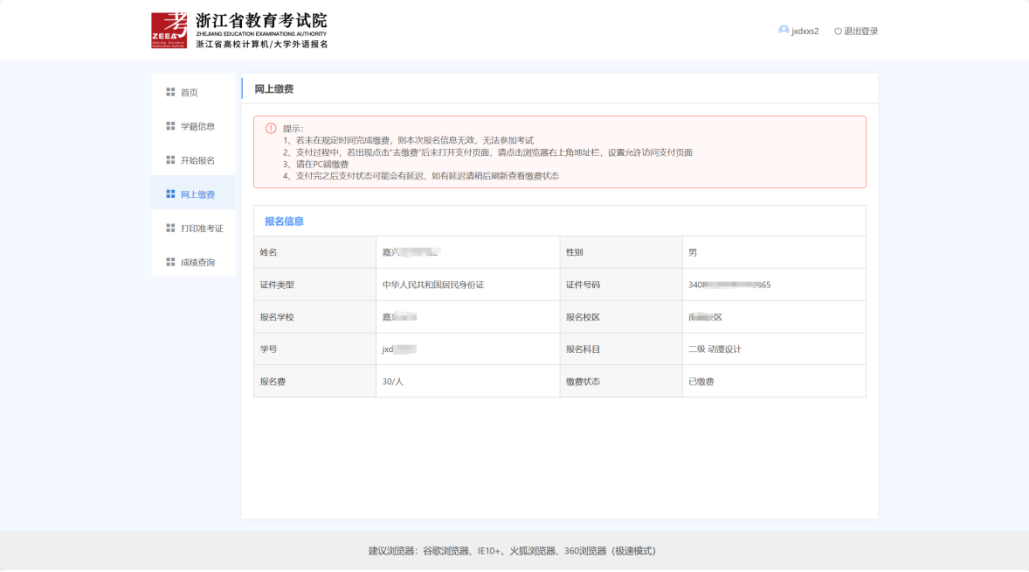 浙江省教育考试院
ZHEJIANG EDUCATION EXAMINATIONS AUTHORITY
浙江省高校计算机/大学外语报名
ZEEA
jxdxxs2 退出登录
首页
学籍信息
开始报名
网上缴费
打印准考证
成绩查询
网上缴费
提示:
1、若未在规定时间完成缴费，则本次报名信息无效，无法参加考试
2、支付过程中，若出现点击“去缴费”后未打开支付页面，请点击浏览器右上角地址栏，设置允许访问支付页面
3、请在PC端缴费
4、支付完之后支付状态可能会有延迟，如有延迟请稍后刷新查看缴费状态
报名信息
姓名 嘉 性别 男
证件类型 中华人民共和国居民身份证 证件号码 340 65
报名学校 嘉 报名校区 区
学号 jxd 报名科目 二级 动漫设计
报名费 30/人 缴费状态 已缴费
建议浏览器：谷歌浏览器、IE10+、火狐浏览器、360浏览器（极速模式）